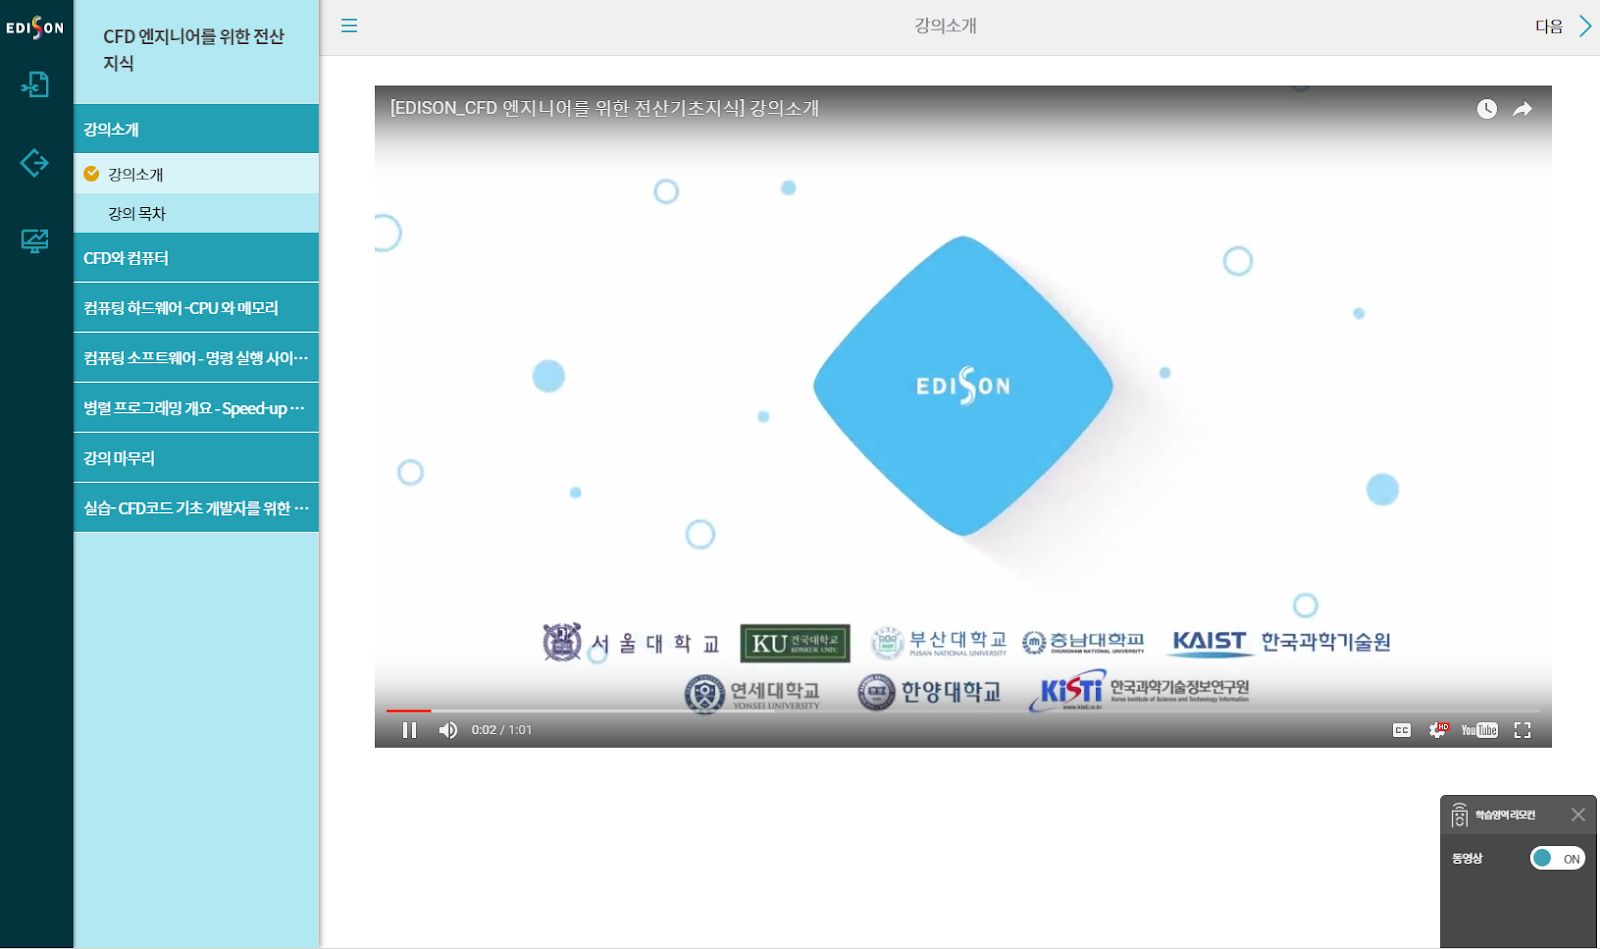 EDISON
CFD 엔지니어를 위한 전산
지식
강의소개
강의소개
강의 목차
CFD와 컴퓨터
컴퓨팅 하드웨어 -CPU 와 메모리
컴퓨팅 소프트웨어 - 명령 실행 사이···
병렬 프로그래밍 개요 - Speed-up ···
강의 마무리
실습- CFD코드 기초 개발자를 위한 ···
강의소개
다음
[EDISON_CFD 엔지니어를 위한 전산기초지식] 강의소개
EDISON
서울대학교
KU 건국대학교
KONKUK UNIV.
부산대학교
PUSAN NATIONAL UNIVERSITY
충남대학교
CHUNGNAM NATIONAL UNIVERSITY
KAIST 한국과학기술원
연세대학교
YONSEI UNIVERSITY
한양대학교
KiSTi 한국과학기술정보연구원
Korea Institute of Science and Technology Information
www.kisti.re.kr
0:02 / 1:01
CC
HD
YouTube
학습영역 리모컨
동영상
ON